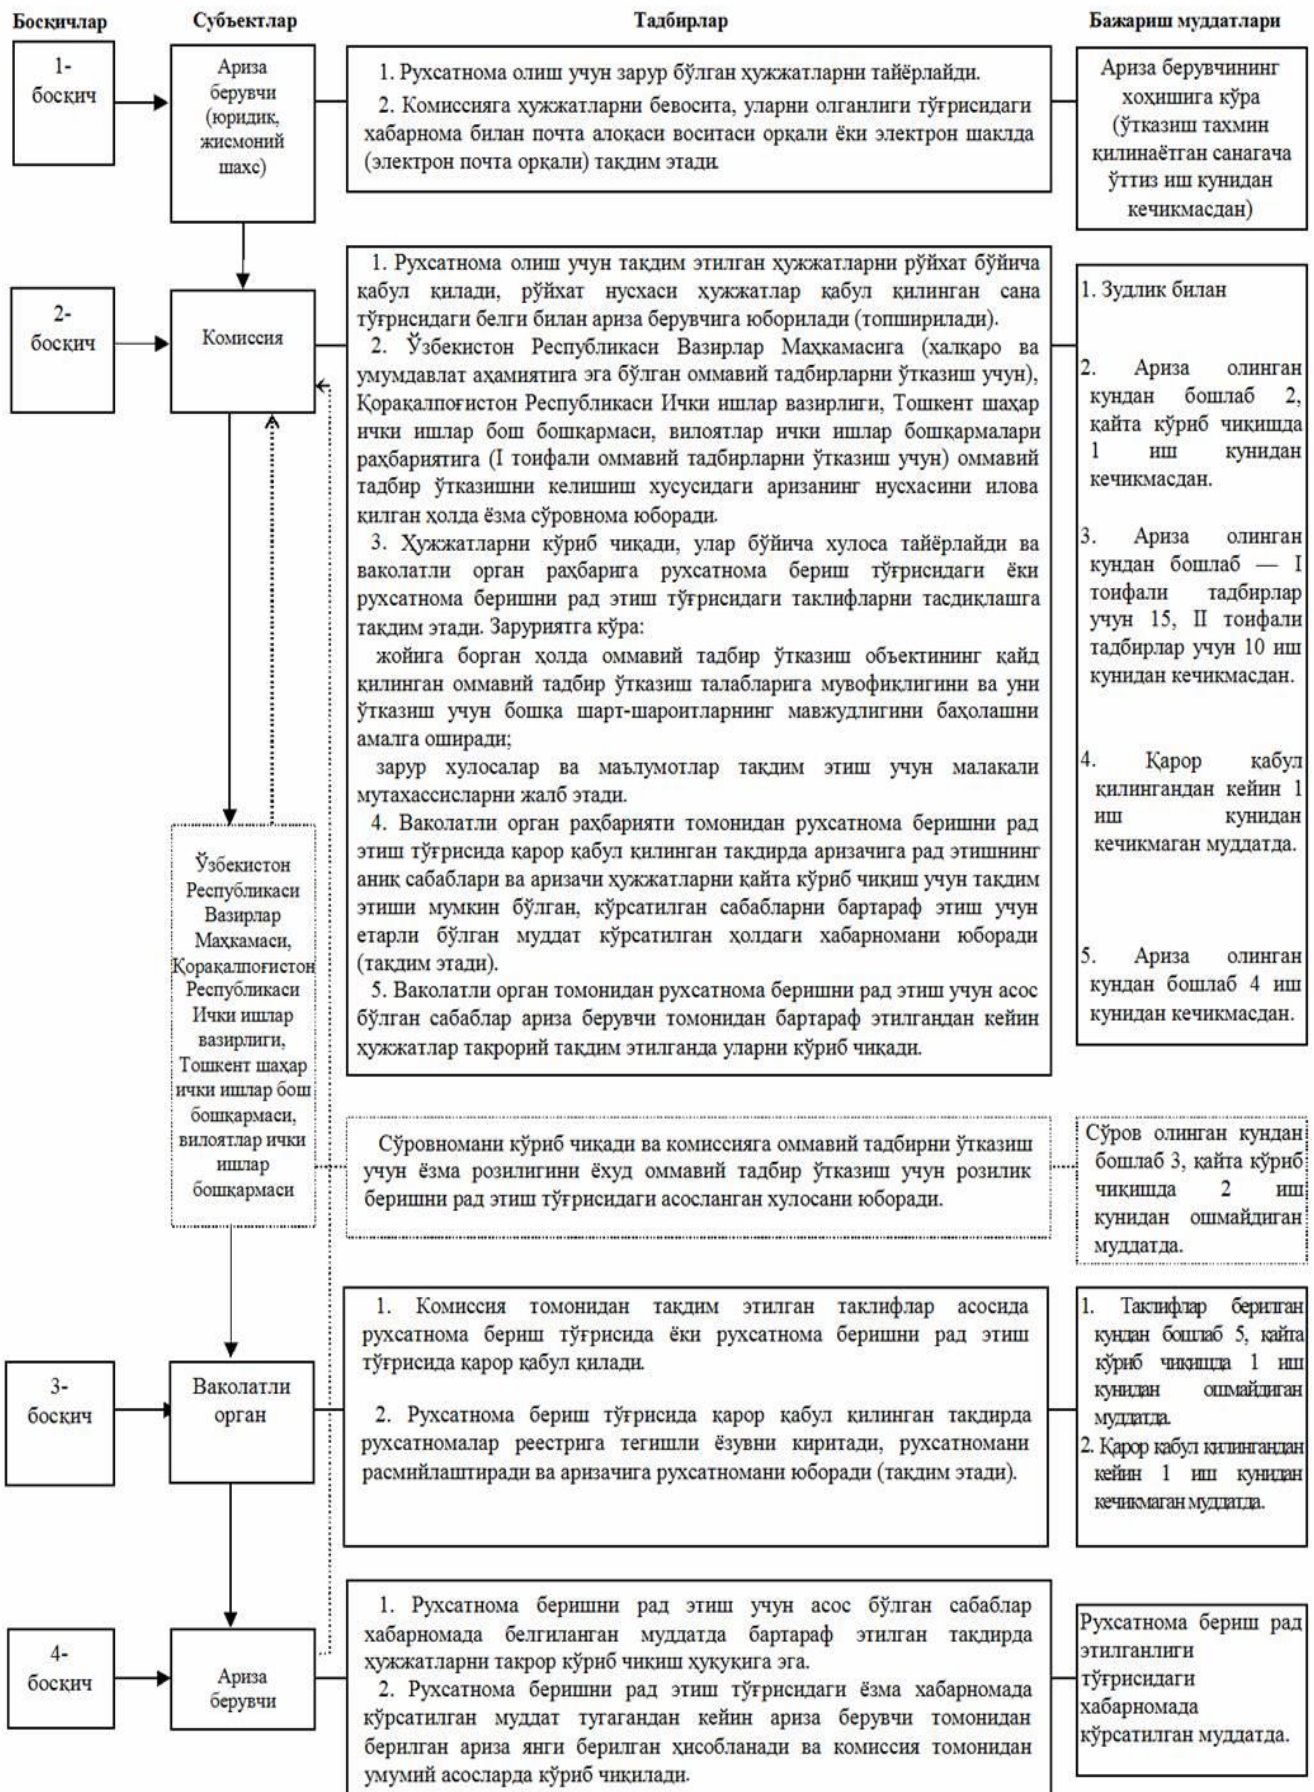 Босқичлар
Субъектлар
Тадбирлар
Бажариш муддатлари
1-
босқич
Ариза
берувчи
(юридик,
жисмоний
шахс)
1. Рухсатнома олиш учун зарур бўлган ҳужжатларни тайёрлайди.
2. Комиссияга ҳужжатларни бевосита, уларни олганлиги тўғрисидаги
хабарнома билан почта алоқаси воситаси орқали ёки электрон шаклда
(электрон почта орқали) тақдим этади.
Ариза берувчининг
хоҳишига кўра
(ўтказиш тахмин
қилинаётган санагача
ўттиз иш кунидан
кечикмасдан)
2-
босқич
Комиссия
1. Рухсатнома олиш учун тақдим этилган ҳужжатларни рўйхат бўйича
қабул қилади, рўйхат нусхаси ҳужжатлар қабул қилинган сана
тўғрисидаги белги билан ариза берувчига юборилади (топширилади).
2. Ўзбекистон Республикаси Вазирлар Маҳкамасига (халқаро ва
умумдавлат аҳамиятига эга бўлган оммавий тадбирларни ўтказиш учун),
Қорақалпоғистон Республикаси Ички ишлар вазирлиги, Тошкент шаҳар
ички ишлар бош бошқармаси, вилоятлар ички ишлар бошқармалари
раҳбариятига (I тоифали оммавий тадбирларни ўтказиш учун) оммавий
тадбир ўтказишни келишиш хусусидаги аризанинг нусхасини илова
қилган ҳолда ёзма сўровнома юборади.
3. Ҳужжатларни кўриб чиқади, улар бўйича хулоса тайёрлайди ва
ваколатли орган раҳбарига рухсатнома бериш тўғрисидаги ёки
рухсатнома беришни рад этиш тўғрисидаги таклифларни тасдиқлашга
тақдим этади. Заруриятга кўра:
жойига борган ҳолда оммавий тадбир ўтказиш объектининг қайд
қилинган оммавий тадбир ўтказиш талабларига мувофиқлигини ва уни
ўтказиш учун бошқа шарт-шароитларнинг мавжудлигини баҳолашни
амалга оширади;
зарур хулосалар ва маълумотлар тақдим этиш учун малакали
мутахассисларни жалб этади.
4. Ваколатли орган раҳбарияти томонидан рухсатнома беришни рад
этиш тўғрисида қарор қабул қилинган тақдирда аризачига рад этишнинг
аниқ сабаблари ва аризачи ҳужжатларни қайта кўриб чиқиш учун тақдим
этиши мумкин бўлган, кўрсатилган сабабларни бартараф этиш учун
етарли бўлган муддат кўрсатилган ҳолдаги хабарномани юборади
(тақдим этади).
5. Ваколатли орган томонидан рухсатнома беришни рад этиш учун асос
бўлган сабаблар ариза берувчи томонидан бартараф этилгандан кейин
ҳужжатлар такрорий тақдим этилганда уларни кўриб чиқади.
1. Зудлик билан
2. Ариза олинган
кундан бошлаб 2,
қайта кўриб чиқишда
1 иш кунидан
кечикмасдан.
3. Ариза олинган
кундан бошлаб — I
тоифали тадбирлар
учун 15, II тоифали
тадбирлар учун 10 иш
кунидан кечикмасдан.
4. Қарор қабул
қилингандан кейин 1
иш кунидан
кечикмаган муддатда.
5. Ариза олинган
кундан бошлаб 4 иш
кунидан кечикмасдан.
Ўзбекистон
Республикаси
Вазирлар
Маҳкамаси,
Қорақалпоғистон
Республикаси
Ички ишлар
вазирлиги,
Тошкент шаҳар
ички ишлар бош
бошқармаси,
вилоятлар ички
ишлар
бошқармаси
Сўровномани кўриб чиқади ва комиссияга оммавий тадбирни ўтказиш
учун ёзма розилигини ёхуд оммавий тадбир ўтказиш учун розилик
беришни рад этиш тўғрисидаги асосланган хулосани юборади.
Сўров олинган кундан
бошлаб 3, қайта кўриб
чиқишда 2 иш
кунидан ошмайдиган
муддатда.
3-
босқич
Ваколатли
орган
1. Комиссия томонидан тақдим этилган таклифлар асосида
рухсатнома бериш тўғрисида ёки рухсатнома беришни рад этиш
тўғрисида қарор қабул қилади.
2. Рухсатнома бериш тўғрисида қарор қабул қилинган тақдирда
рухсатномалар реестрига тегишли ёзувни киритади, рухсатномани
расмийлаштиради ва аризачига рухсатномани юборади (тақдим этади).
1. Таклифлар берилган
кундан бошлаб 5, қайта
кўриб чиқишда 1 иш
кунидан ошмайдиган
муддатда.
2. Қарор қабул қилингандан
кейин 1 иш кунидан
кечикмаган муддатда.
4-
босқич
Ариза
берувчи
1. Рухсатнома беришни рад этиш учун асос бўлган сабаблар
хабарномада белгиланган муддатда бартараф этилган тақдирда
ҳужжатларни такрор кўриб чиқиш ҳуқуқига эга.
2. Рухсатнома беришни рад этиш тўғрисидаги ёзма хабарномада
кўрсатилган муддат тугагандан кейин ариза берувчи томонидан
берилган ариза янги берилган ҳисобланади ва комиссия томонидан
умумий асосларда кўриб чиқилади.
Рухсатнома бериш рад
этилганлиги
тўғрисидаги
хабарномада
кўрсатилган муддатда.